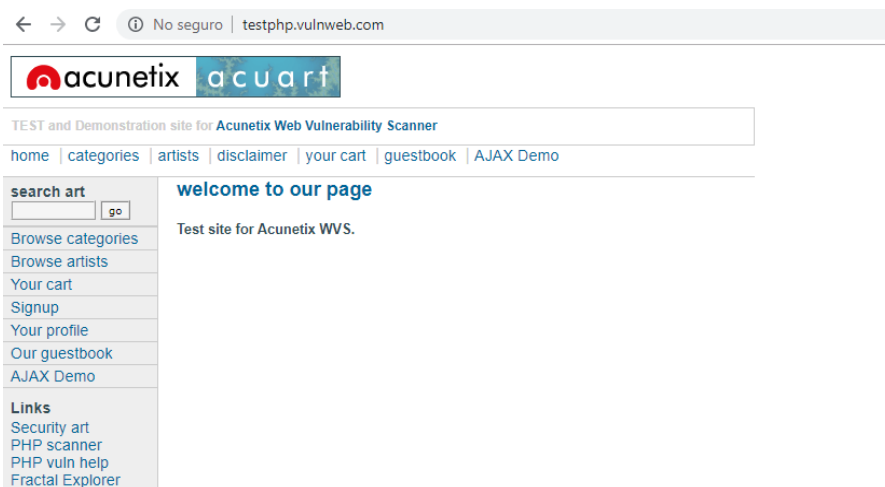 No seguro | testphp.vulnweb.com
acunetix acuart
TEST and Demonstration site for Acunetix Web Vulnerability Scanner
home | categories | artists | disclaimer | your cart | guestbook | AJAX Demo
search art
go
Browse categories
Browse artists
Your cart
Signup
Your profile
Our guestbook
AJAX Demo
Links
Security art
PHP scanner
PHP vuln help
Fractal Explorer
welcome to our page
Test site for Acunetix WVS.